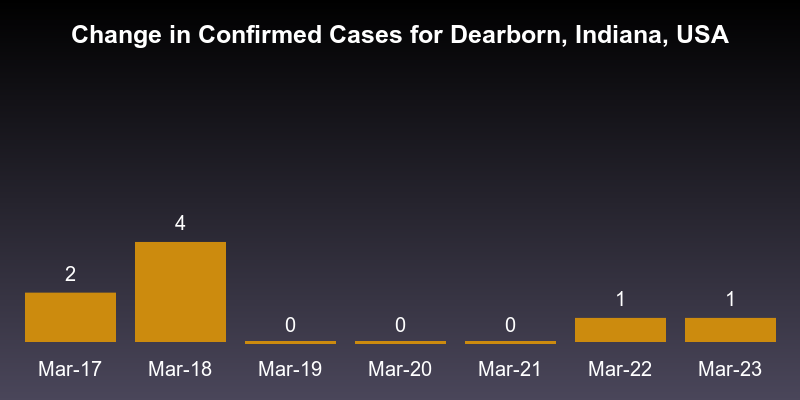 Change in Confirmed Cases for Dearborn, Indiana, USA
2
4
0
0
0
1
1
Mar-17
Mar-18
Mar-19
Mar-20
Mar-21
Mar-22
Mar-23